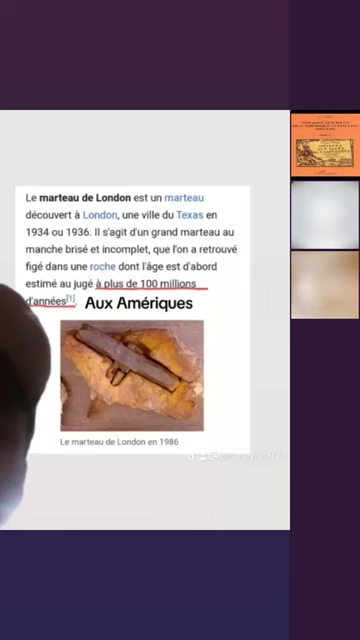 Le marteau de London est un marteau
découvert à London, une ville du Texas en
1934 ou 1936. Il s'agit d'un grand marteau au
manche brisé et incomplet, que l'on a retrouvé
figé dans une roche dont l'âge est d'abord
estimé au jugé à plus de 100 millions
d'années[1].
Aux Amériques
Le marteau de London en 1986